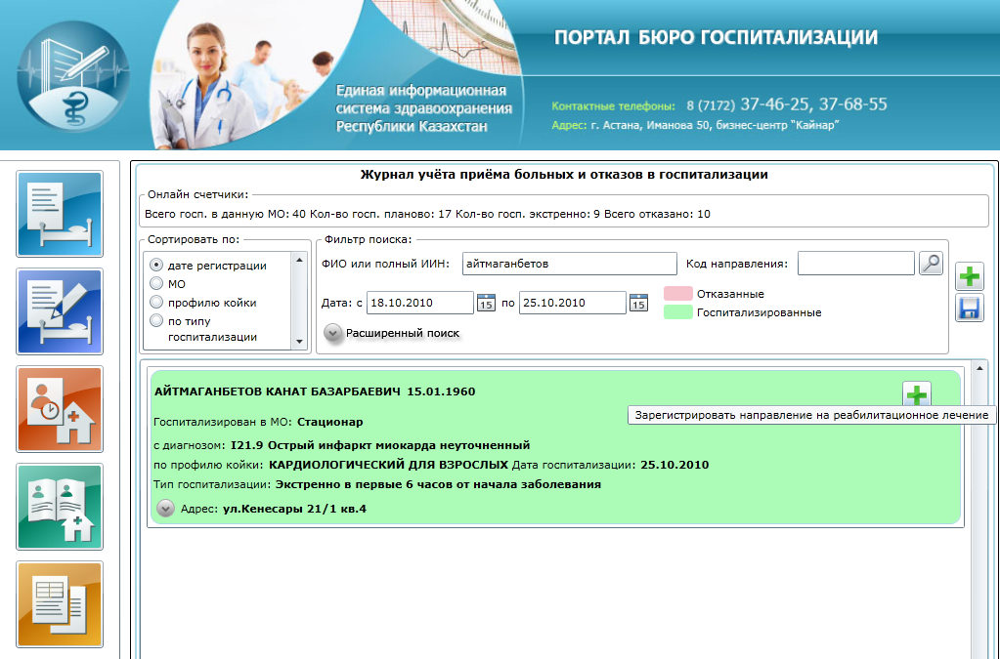 ПОРТАЛ БЮРО ГОСПИТАЛИЗАЦИИ
Единая информационная
система здравоохранения
Республики Казахстан
Контактные телефоны: 8 (7172) 37-46-25, 37-68-55
Адрес: г. Астана, Иманова 50, бизнес-центр "Кайнар"
Журнал учёта приёма больных и отказов в госпитализации
Онлайн счетчики:
Всего госп. в данную МО: 40 Кол-во госп. планово: 17 Кол-во госп. экстренно: 9 Всего отказано: 10
Сортировать по:
дате регистрации
МО
профилю койки
по типу
госпитализации
Фильтр поиска:
ФИО или полный ИИН: айтмаганбетов Код направления:
Дата: с 18.10.2010 15 по 25.10.2010 15
Отказанные
Госпитализированные
Расширенный поиск
АЙТМАГАНБЕТОВ КАНАТ БАЗАРБАЕВИЧ 15.01.1960
Зарегистрировать направление на реабилитационное лечение
Госпитализирован в МО: Стационар
с диагнозом: I21.9 Острый инфаркт миокарда неуточненный
по профилю койки: КАРДИОЛОГИЧЕСКИЙ ДЛЯ ВЗРОСЛЫХ Дата госпитализации: 25.10.2010
Тип госпитализации: Экстренно в первые 6 часов от начала заболевания
Адрес: ул.Кенесары 21/1 кв.4